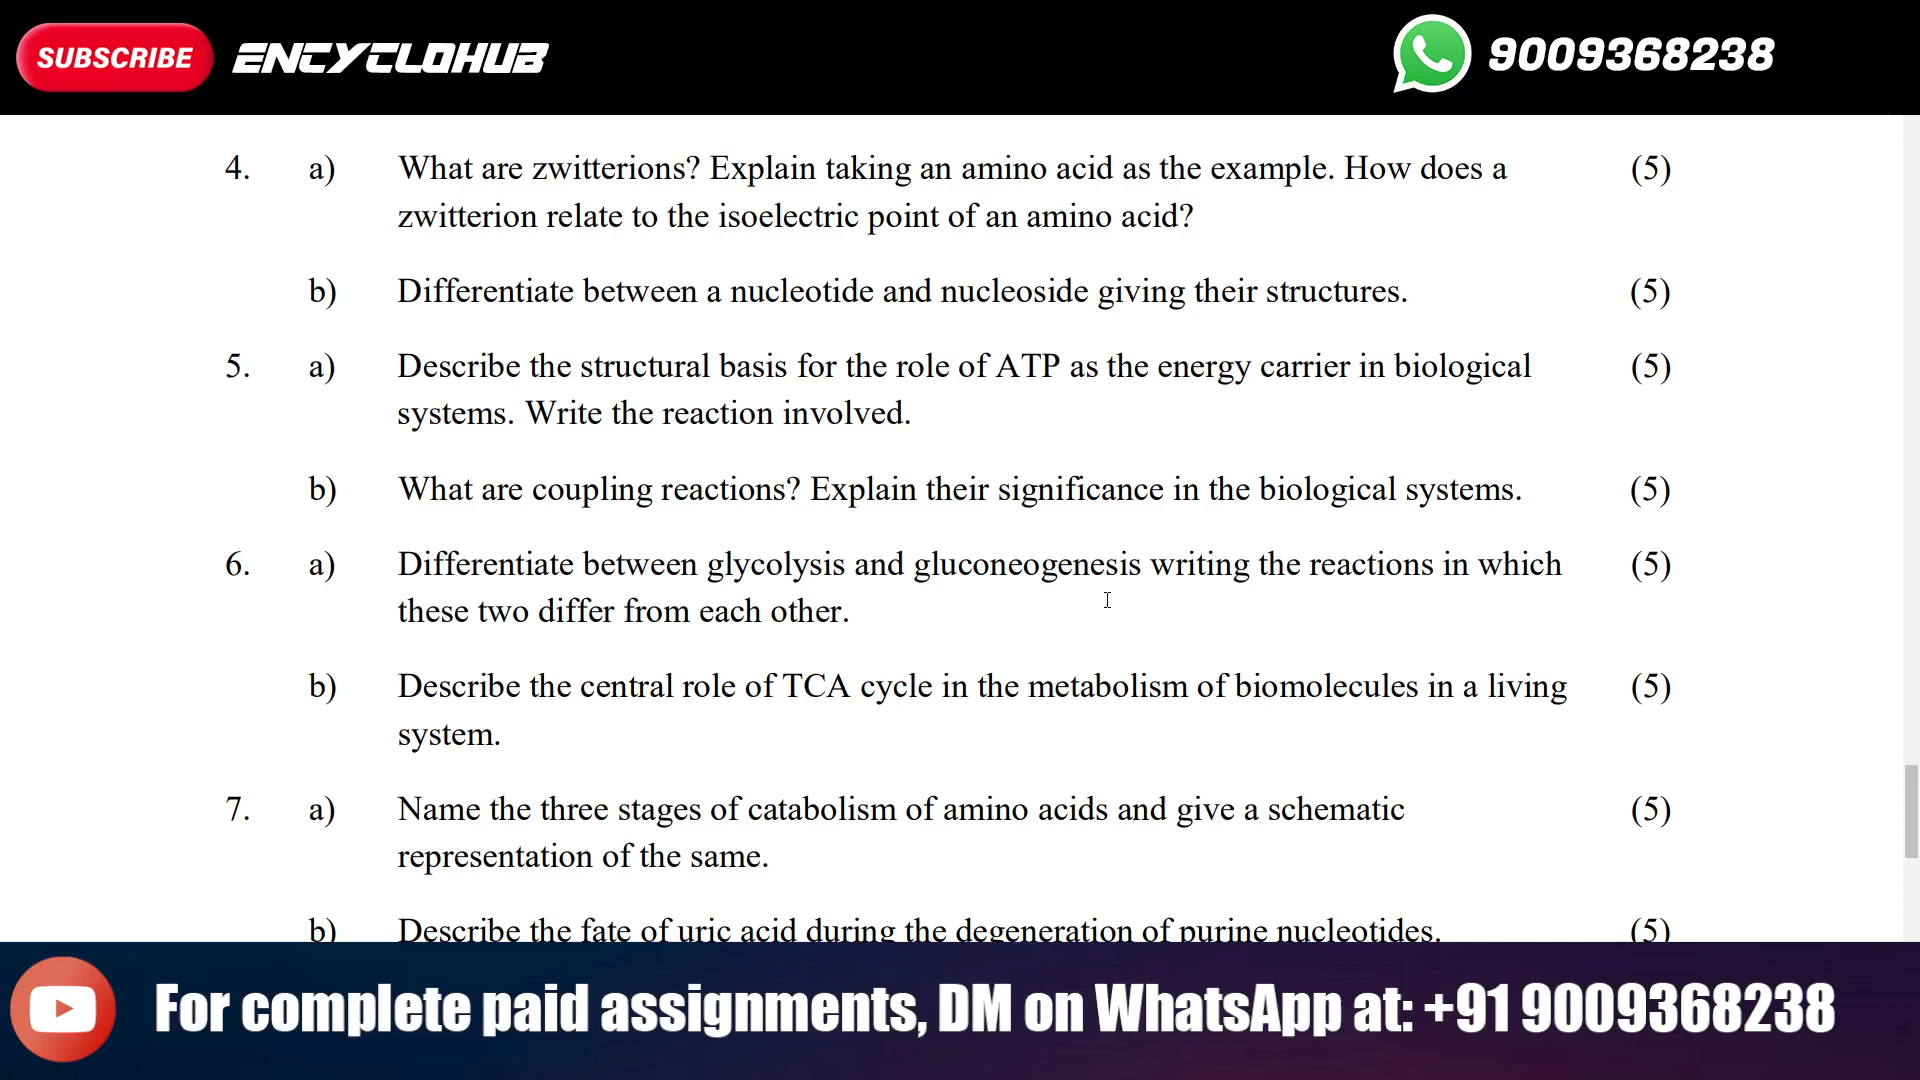 SUBSCRIBE ENCYCLOHUB 9009368238
4. a) What are zwitterions? Explain taking an amino acid as the example. How does a (5)
zwitterion relate to the isoelectric point of an amino acid?
b) Differentiate between a nucleotide and nucleoside giving their structures. (5)
5. a) Describe the structural basis for the role of ATP as the energy carrier in biological (5)
systems. Write the reaction involved.
b) What are coupling reactions? Explain their significance in the biological systems. (5)
6. a) Differentiate between glycolysis and gluconeogenesis writing the reactions in which (5)
these two differ from each other.
b) Describe the central role of TCA cycle in the metabolism of biomolecules in a living (5)
system.
7. a) Name the three stages of catabolism of amino acids and give a schematic (5)
representation of the same.
b) Describe the fate of uric acid during the degeneration of purine nucleotides. (5)
For complete paid assignments, DM on WhatsApp at: +91 9009368238